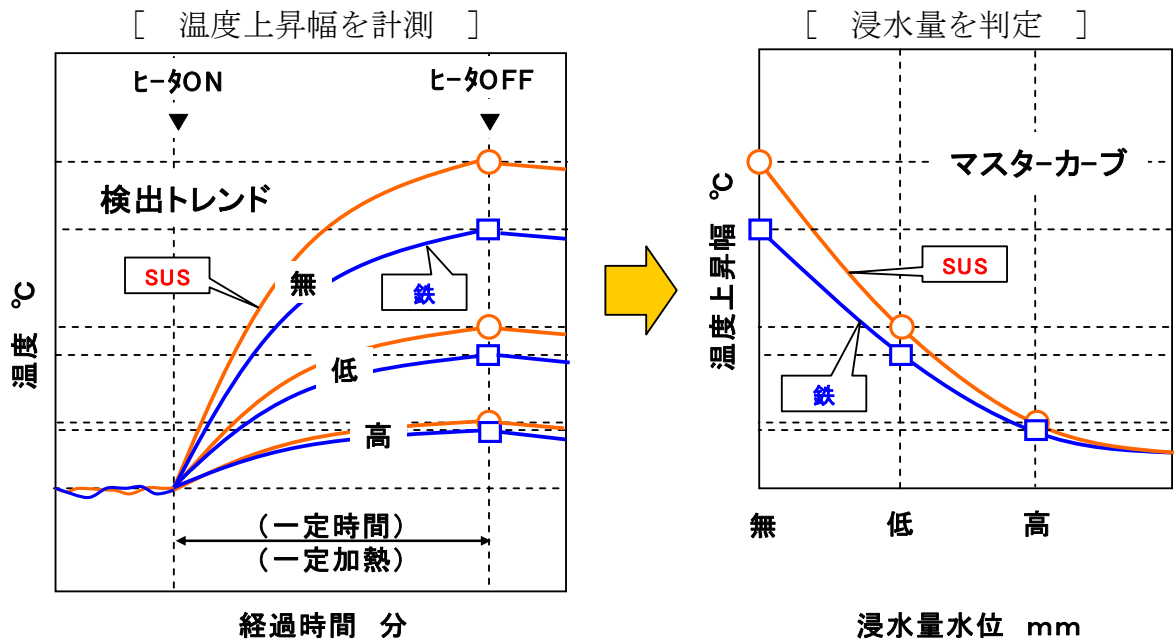 [ 温度上昇幅を計測 ]
ﾋｰﾀON
ﾋｰﾀOFF
検出トレンド
SUS
無
鉄
低
高
温度 ℃
(一定時間)
(一定加熱)
経過時間 分
[ 浸水量を判定 ]
マスターカーブ
SUS
鉄
温度上昇幅 ℃
無
低
高
浸水量水位 mm